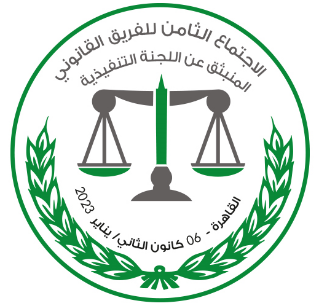 الاجتماع الثامن للفريق القانوني
المنبثق عن اللجنة التنفيذية
القاهرة - 06 كانون الثاني/ يناير 2023